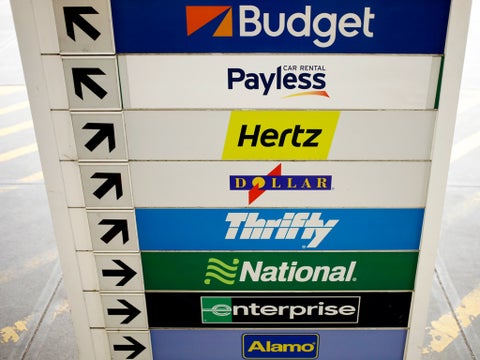 Budget
CAR RENTAL
Payless
Hertz
DOLLAR
Thrifty
National
enterprise
Alamo